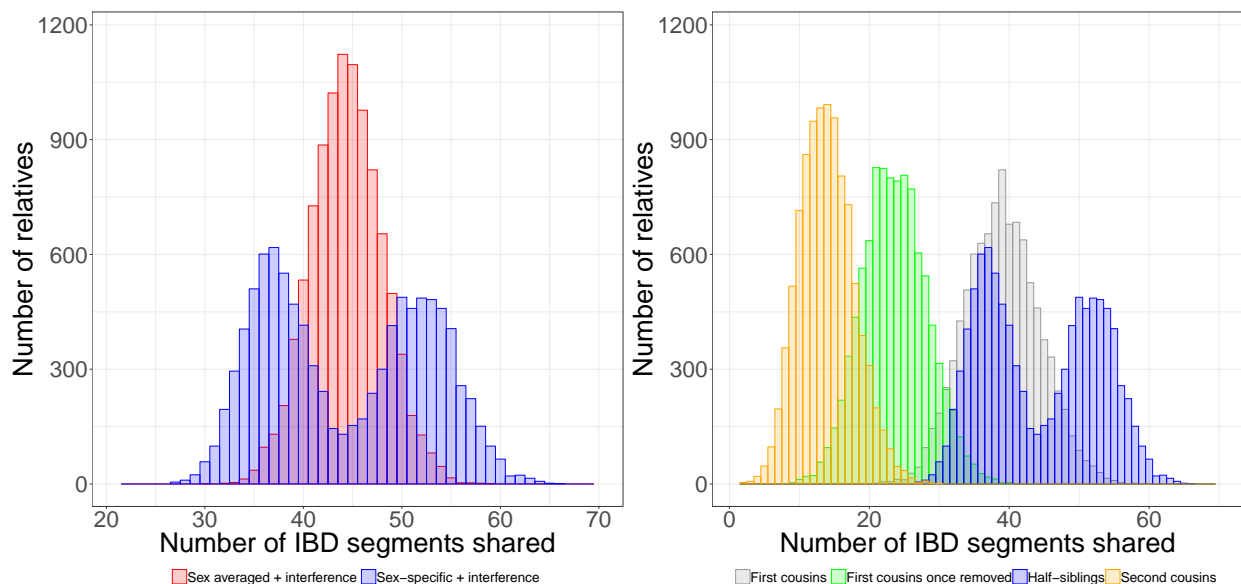 1200
900
600
300
0
Number of relatives
20 30 40 50 60 70
Number of IBD segments shared
Sex averaged + interference Sex−specific + interference
1200
900
600
300
0
Number of relatives
0 20 40 60
Number of IBD segments shared
First cousins First cousins once removed Half−siblings Second cousins